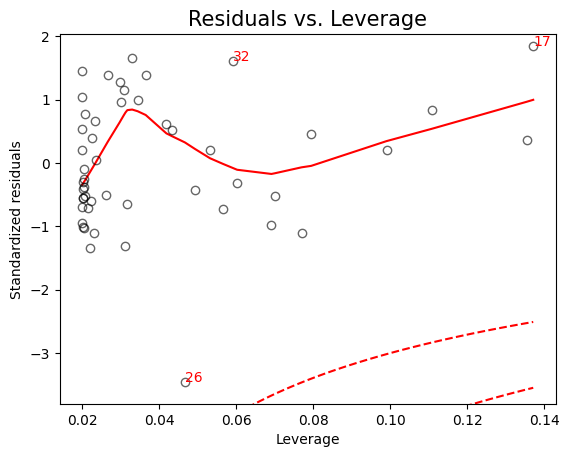 Residuals vs. Leverage
Standardized residuals
2
1
0
−1
−2
−3
32
17
26
0.02 0.04 0.06 0.08 0.10 0.12 0.14
Leverage